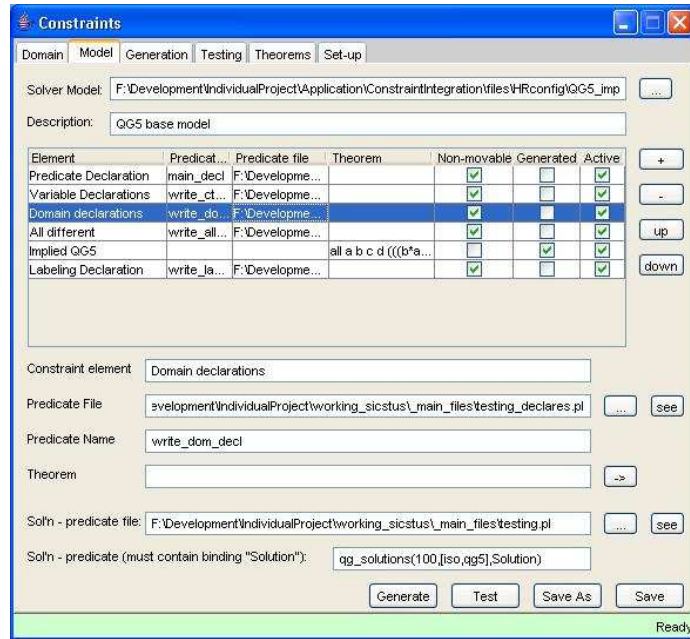 Constraints
Domain Model Generation Testing Theorems Set-up
Solver Model: F:\Development\IndividualProject\Application\ConstraintIntegration\files\HRconfig\QG5_imp ...
Description: QG5 base model
Element Predicat... Predicate file Theorem Non-movable Generated Active
Predicate Declaration main_decl F:\Developme...
Variable Declarations write_ct... F:\Developme...
Domain declarations write_do... F:\Developme...
All different write_all... F:\Developme...
Implied QG5 all a b c d (((b*a...
Labeling Declaration write_la... F:\Developme...
+
-
up
down
Constraint element Domain declarations
Predicate File evelopment\IndividualProject\working_sicstus\_main_files\testing_declares.pl ... see
Predicate Name write_dom_decl
Theorem ->
Sol'n - predicate file: F:\Development\IndividualProject\working_sicstus\_main_files\testing.pl ... see
Sol'n - predicate (must contain binding "Solution"): qg_solutions(100,[iso,qg5],Solution)
Generate Test Save As Save
Ready